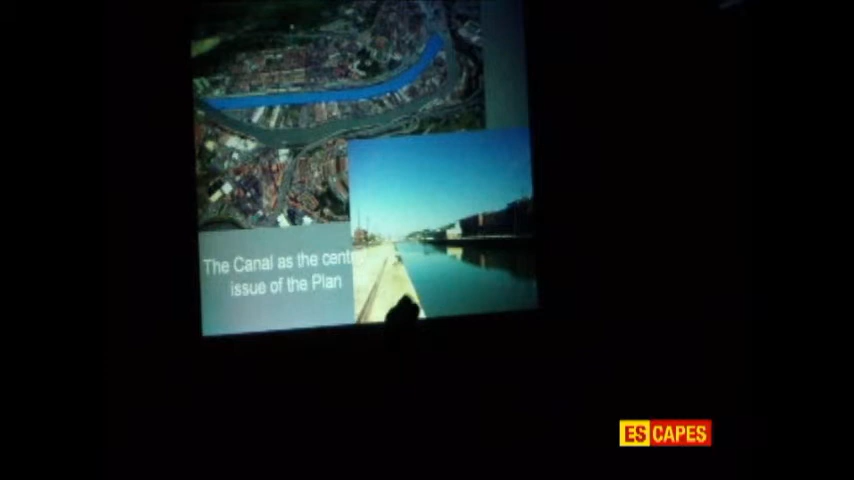 The Canal as the cent
issue of the Plan
ESCAPES